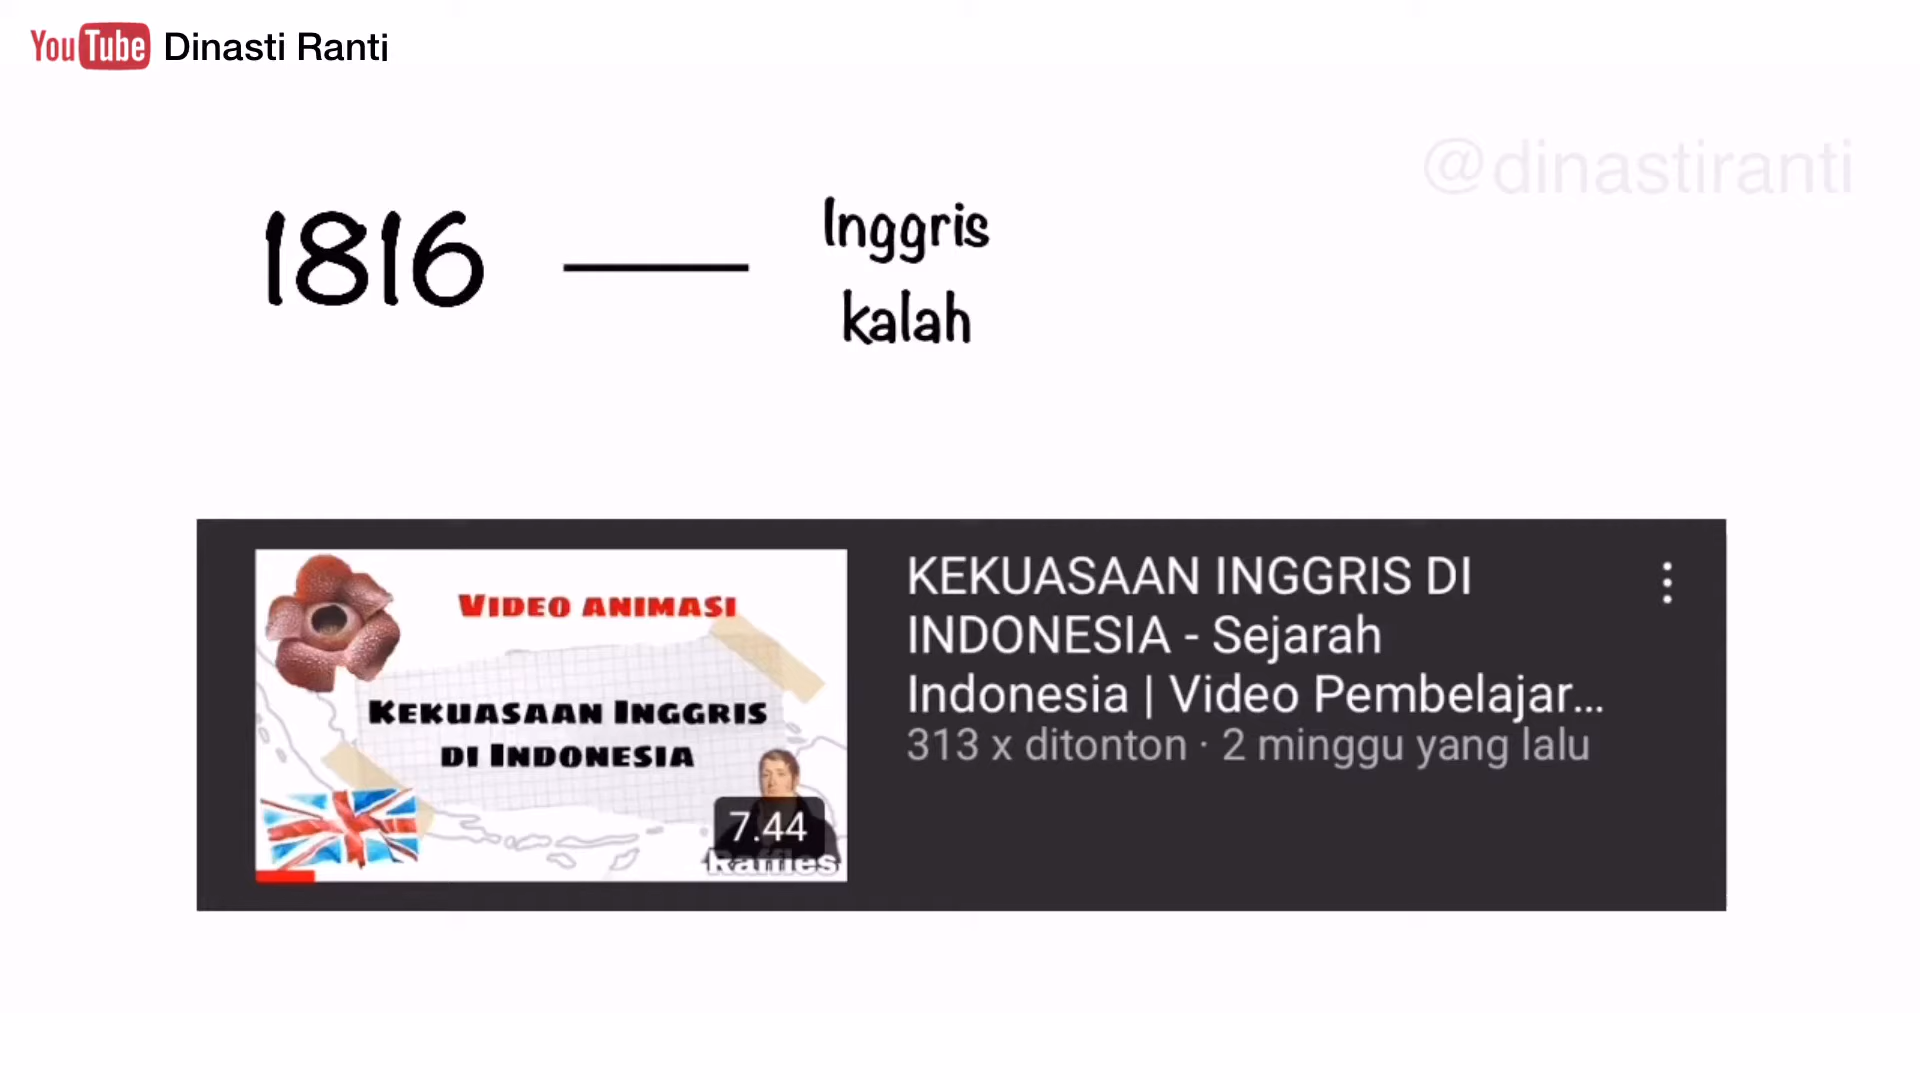 YouTube Dinasti Ranti
@dinastiranti
1816
Inggris
kalah
VIDEO ANIMASI
KEKUASAAN INGGRIS
DI INDONESIA
7.44
Raffles
KEKUASAAN INGGRIS DI
INDONESIA - Sejarah
Indonesia | Video Pembelajar...
313 x ditonton · 2 minggu yang lalu